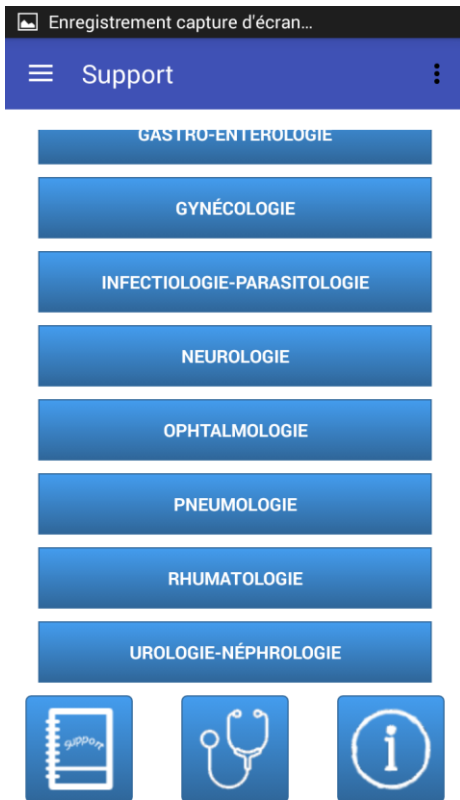 Enregistrement capture d'écran...
Support
GASTRO-ENTÉROLOGIE
GYNÉCOLOGIE
INFECTIOLOGIE-PARASITOLOGIE
NEUROLOGIE
OPHTALMOLOGIE
PNEUMOLOGIE
RHUMATOLOGIE
UROLOGIE-NÉPHROLOGIE
support
i